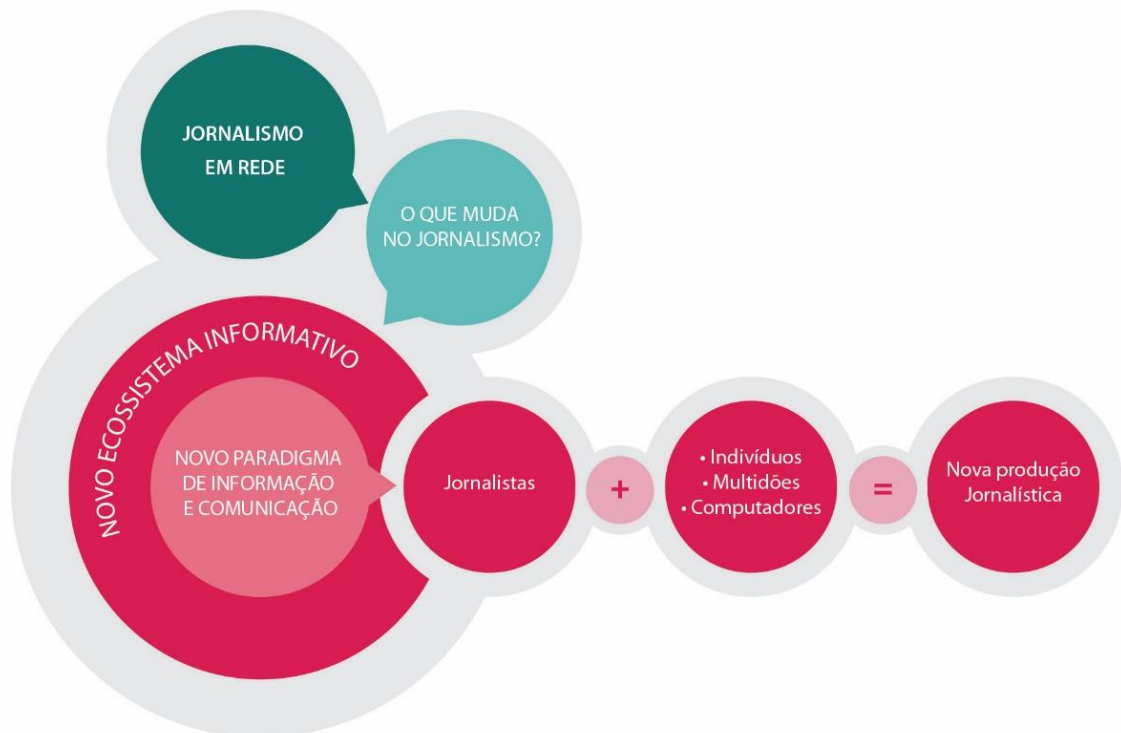 JORNALISMO
EM REDE
O QUE MUDA
NO JORNALISMO?
NOVO ECOSSISTEMA INFORMATIVO
NOVO PARADIGMA
DE INFORMAÇÃO
E COMUNICAÇÃO
Jornalistas
+
• Indivíduos
• Multidões
• Computadores
=
Nova produção
Jornalística